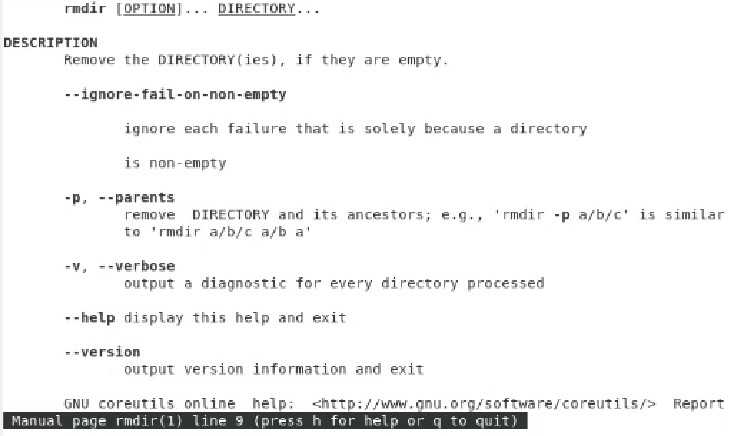 rmdir [OPTION]... DIRECTORY...
DESCRIPTION
Remove the DIRECTORY(ies), if they are empty.
--ignore-fail-on-non-empty
ignore each failure that is solely because a directory
is non-empty
-p, --parents
remove  DIRECTORY and its ancestors; e.g., 'rmdir -p a/b/c' is similar
to 'rmdir a/b/c a/b a'
-v, --verbose
output a diagnostic for every directory processed
--help display this help and exit
--version
output version information and exit
GNU coreutils online  help:  <http://www.gnu.org/software/coreutils/>  Report
Manual page rmdir(1) line 9 (press h for help or q to quit)